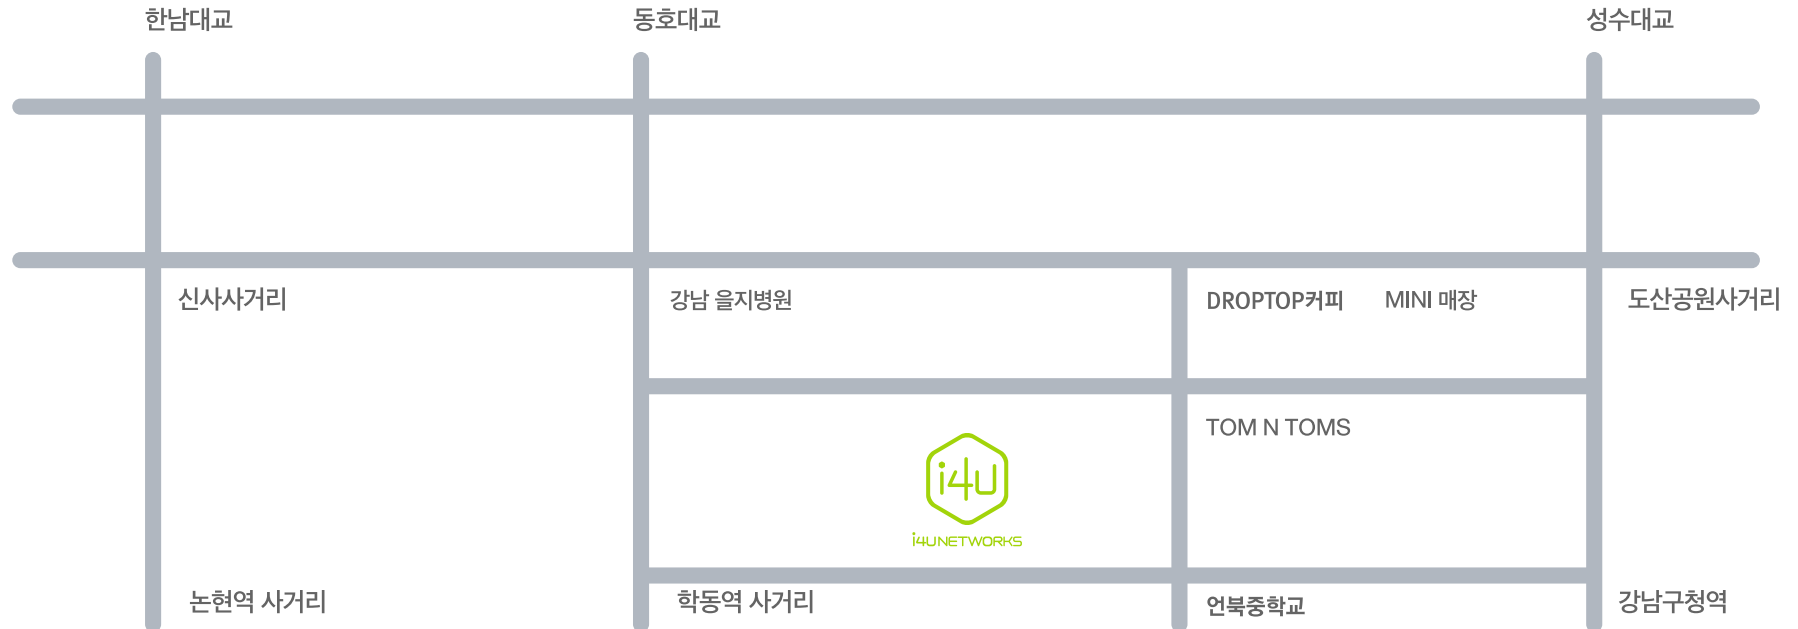 한남대교
동호대교
성수대교
신사사거리
강남 을지병원
DROPTOP커피
MINI 매장
도산공원사거리
TOM N TOMS
i4u
i4U NETWORKS
논현역 사거리
학동역 사거리
언북중학교
강남구청역